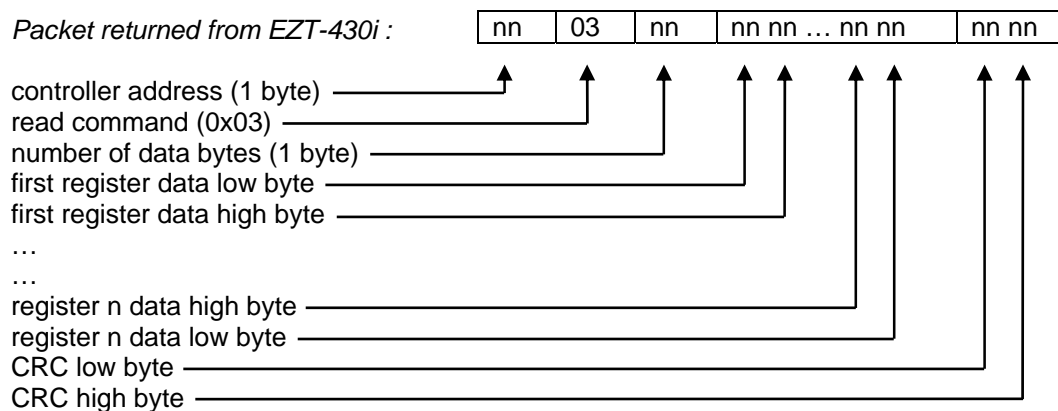 Packet returned from EZT-430i : nn 03 nn nn nn … nn nn nn nn
controller address (1 byte)
read command (0x03)
number of data bytes (1 byte)
first register data low byte
first register data high byte
…
…
register n data high byte
register n data low byte
CRC low byte
CRC high byte